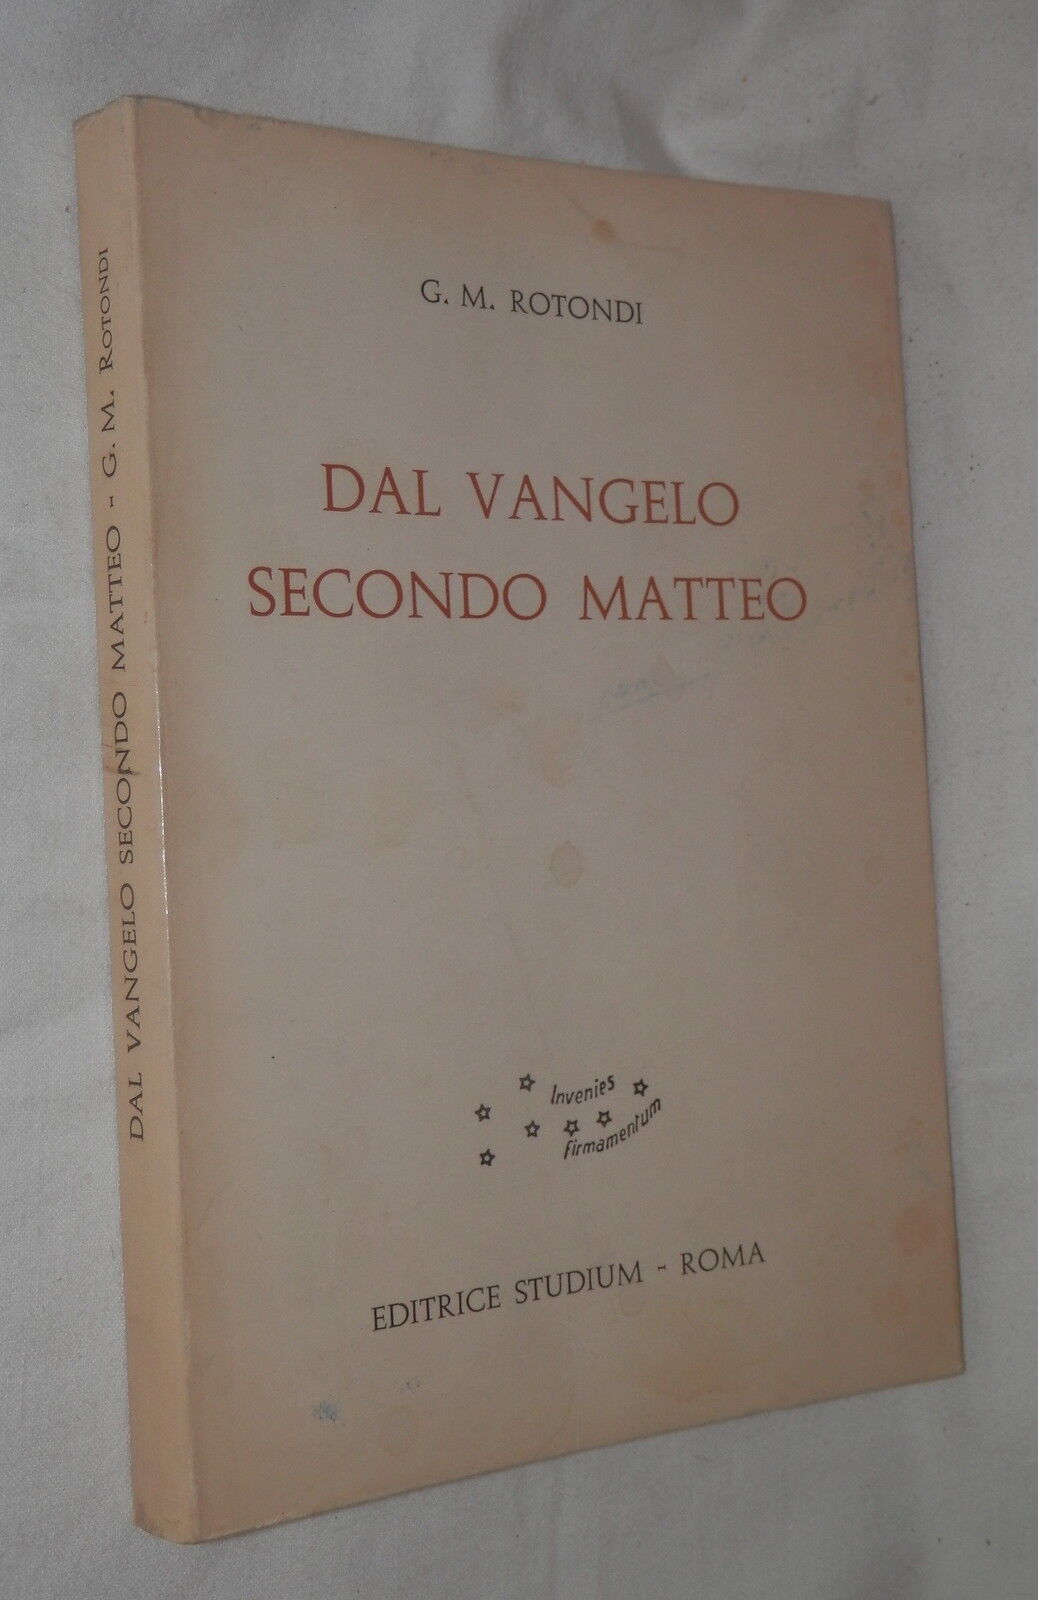 G. M. ROTONDI
DAL VANGELO
SECONDO MATTEO
Invenies
firmamentum
EDITRICE STUDIUM - ROMA
DAL VANGELO SECONDO MATTEO - G. M. ROTONDI